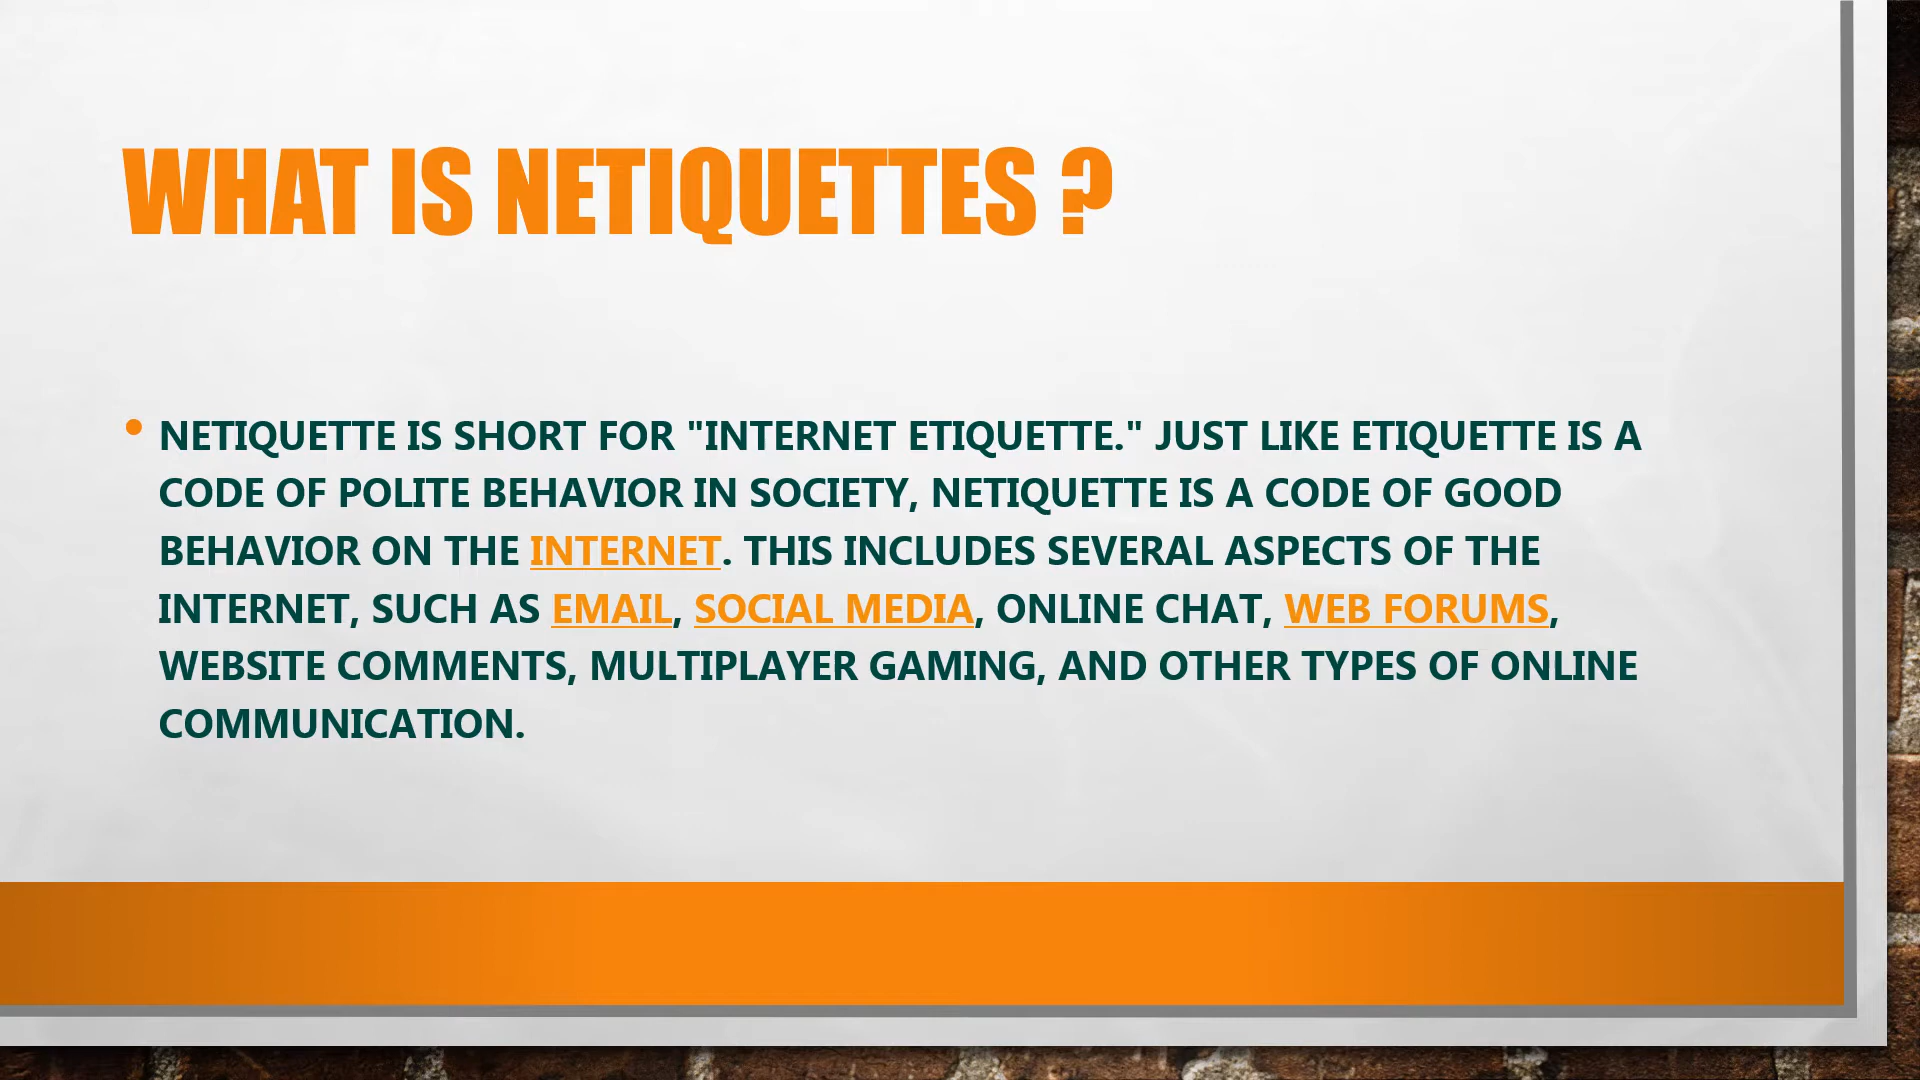 WHAT IS NETIQUETTES ?
• NETIQUETTE IS SHORT FOR "INTERNET ETIQUETTE." JUST LIKE ETIQUETTE IS A
CODE OF POLITE BEHAVIOR IN SOCIETY, NETIQUETTE IS A CODE OF GOOD
BEHAVIOR ON THE INTERNET. THIS INCLUDES SEVERAL ASPECTS OF THE
INTERNET, SUCH AS EMAIL, SOCIAL MEDIA, ONLINE CHAT, WEB FORUMS,
WEBSITE COMMENTS, MULTIPLAYER GAMING, AND OTHER TYPES OF ONLINE
COMMUNICATION.